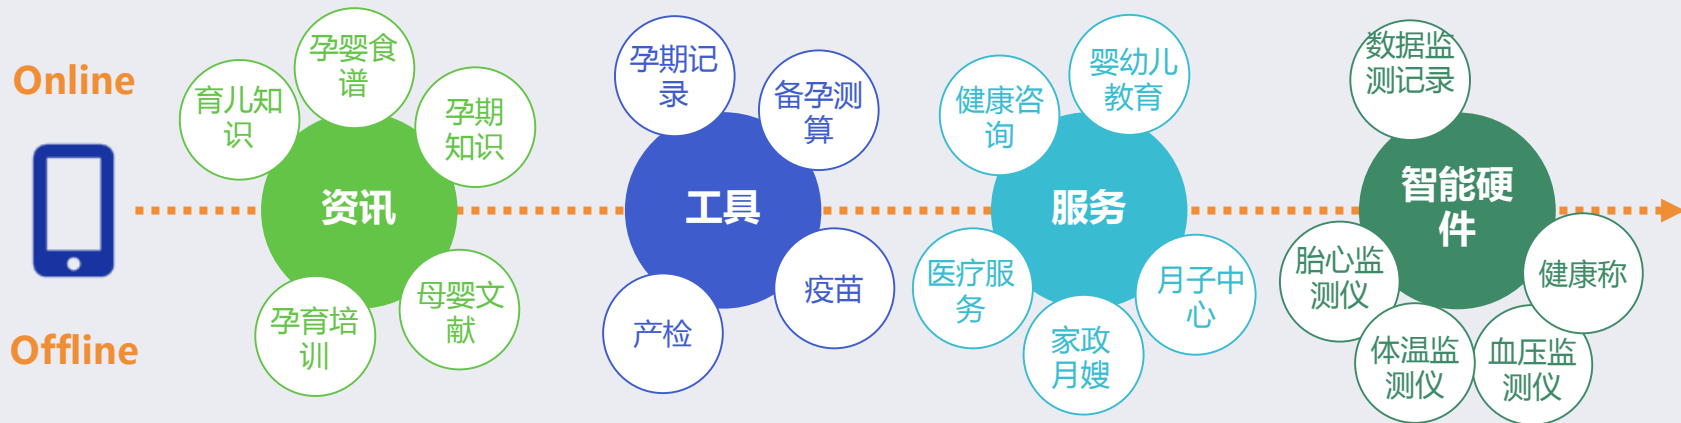 Online
Offline
孕婴食
谱
育儿知
识
孕期
知识
资讯
孕育培
训
母婴文
献
孕期记
录
备孕测
算
工具
产检
疫苗
健康咨
询
婴幼儿
教育
服务
医疗服
务
家政
月嫂
月子中
心
数据监
测记录
智能硬
件
胎心监
测仪
体温监
测仪
血压监
测仪
健康称